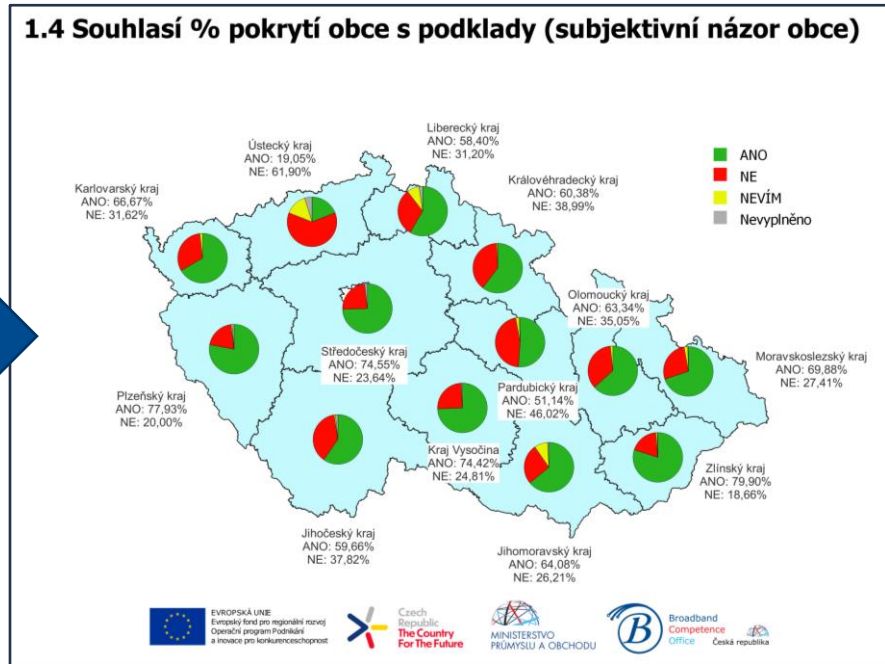 1.4 Souhlasí % pokrytí obce s podklady (subjektivní názor obce)
Liberecký kraj
ANO: 58,40%
NE: 31,20%
Ústecký kraj
ANO: 19,05%
NE: 61,90%
ANO
NE
NEVÍM
Nevyplněno
Královéhradecký kraj
ANO: 60,38%
NE: 38,99%
Karlovarský kraj
ANO: 66,67%
NE: 31,62%
Olomoucký kraj
ANO: 63,34%
NE: 35,05%
Středočeský kraj
ANO: 74,55%
NE: 23,64%
Moravskoslezský kraj
ANO: 69,88%
NE: 27,41%
Pardubický kraj
ANO: 51,14%
NE: 46,02%
Plzeňský kraj
ANO: 77,93%
NE: 20,00%
Kraj Vysočina
ANO: 74,42%
NE: 24,81%
Zlínský kraj
ANO: 79,90%
NE: 18,66%
Jihočeský kraj
ANO: 59,66%
NE: 37,82%
Jihomoravský kraj
ANO: 64,08%
NE: 26,21%
EVROPSKÁ UNIE
Evropský fond pro regionální rozvoj
Operační program Podnikání
a inovace pro konkurenceschopnost
Czech
Republic
The Country
For The Future
MINISTERSTVO
PRŮMYSLU A OBCHODU
B
Broadband
Competence
Office
Česká republika